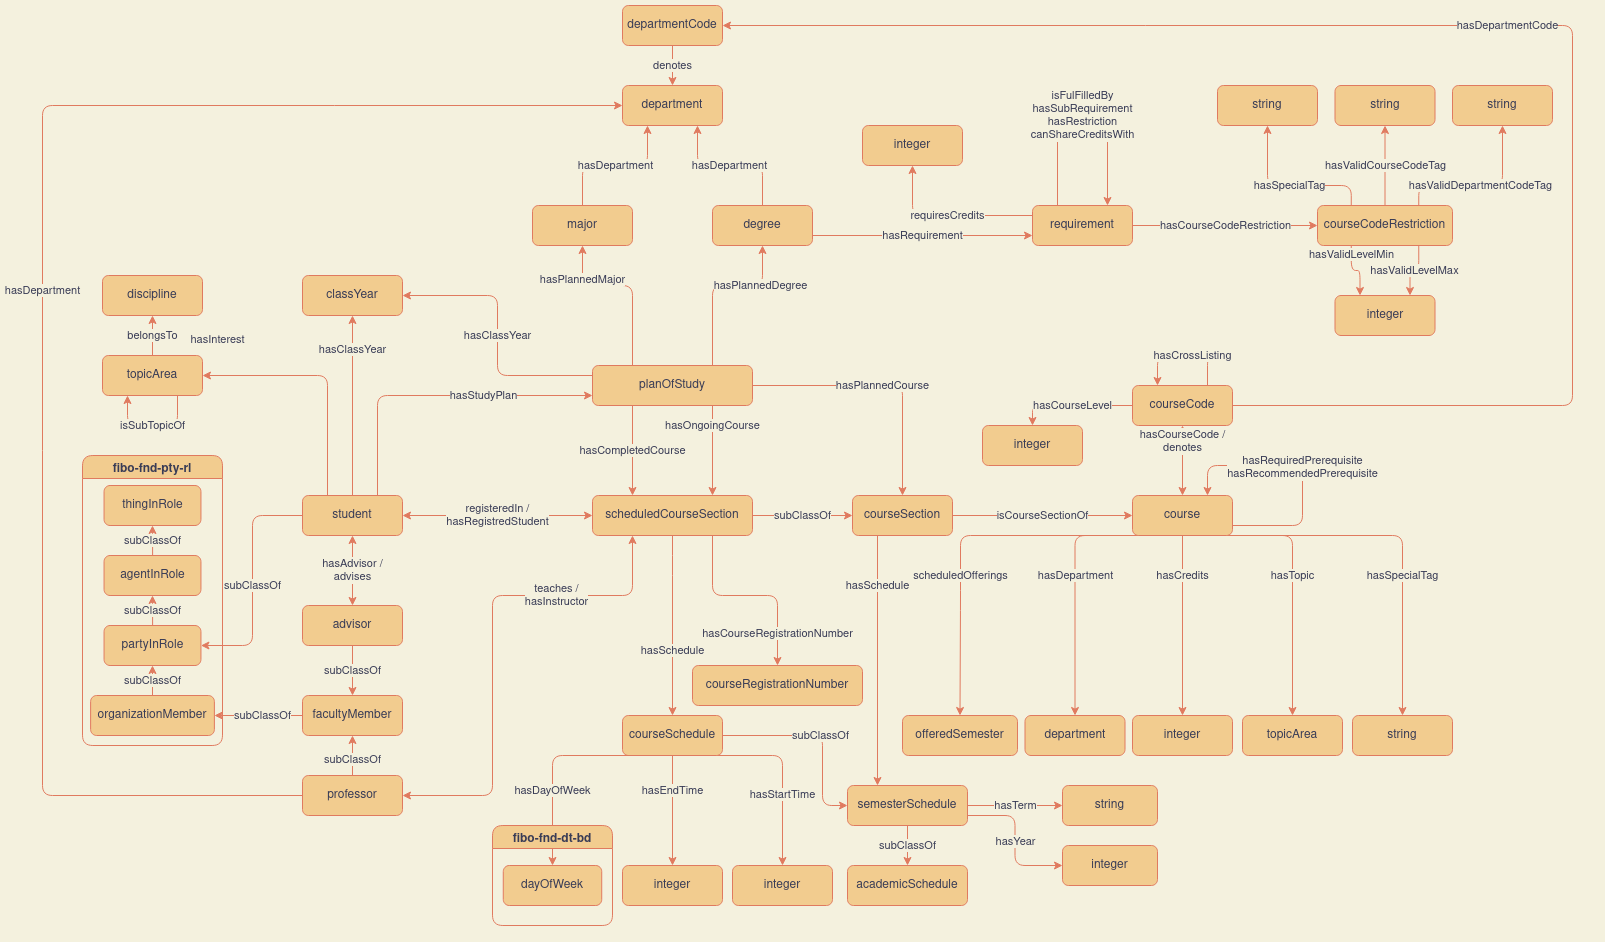 departmentCode
hasDepartmentCode
denotes
department
isFulFilledBy
hasSubRequirement
hasRestriction
canShareCreditsWith
string
string
string
integer
hasDepartment
hasDepartment
hasValidCourseCodeTag
hasSpecialTag
hasValidDepartmentCodeTag
major
degree
requiresCredits
requirement
hasCourseCodeRestriction
courseCodeRestriction
hasRequirement
hasValidLevelMin
hasValidLevelMax
hasPlannedMajor
hasPlannedDegree
hasDepartment
discipline
classYear
integer
belongsTo
hasInterest
hasClassYear
hasClassYear
hasCrossListing
topicArea
planOfStudy
hasPlannedCourse
hasStudyPlan
hasCourseLevel
courseCode
isSubTopicOf
hasOngoingCourse
hasCompletedCourse
integer
hasCourseCode /
denotes
hasRequiredPrerequisite
hasRecommendedPrerequisite
fibo-fnd-pty-rl
thingInRole
student
registeredIn /
hasRegistredStudent
scheduledCourseSection
subClassOf
courseSection
isCourseSectionOf
course
subClassOf
agentInRole
hasAdvisor /
advises
subClassOf
teaches /
hasInstructor
hasSchedule
scheduledOfferings
hasDepartment
hasCredits
hasTopic
hasSpecialTag
subClassOf
partyInRole
advisor
hasCourseRegistrationNumber
hasSchedule
subClassOf
subClassOf
courseRegistrationNumber
organizationMember
subClassOf
facultyMember
courseSchedule
subClassOf
offeredSemester
department
integer
topicArea
string
subClassOf
professor
hasDayOfWeek
hasEndTime
hasStartTime
semesterSchedule
hasTerm
string
fibo-fnd-dt-bd
subClassOf
hasYear
integer
dayOfWeek
integer
integer
academicSchedule